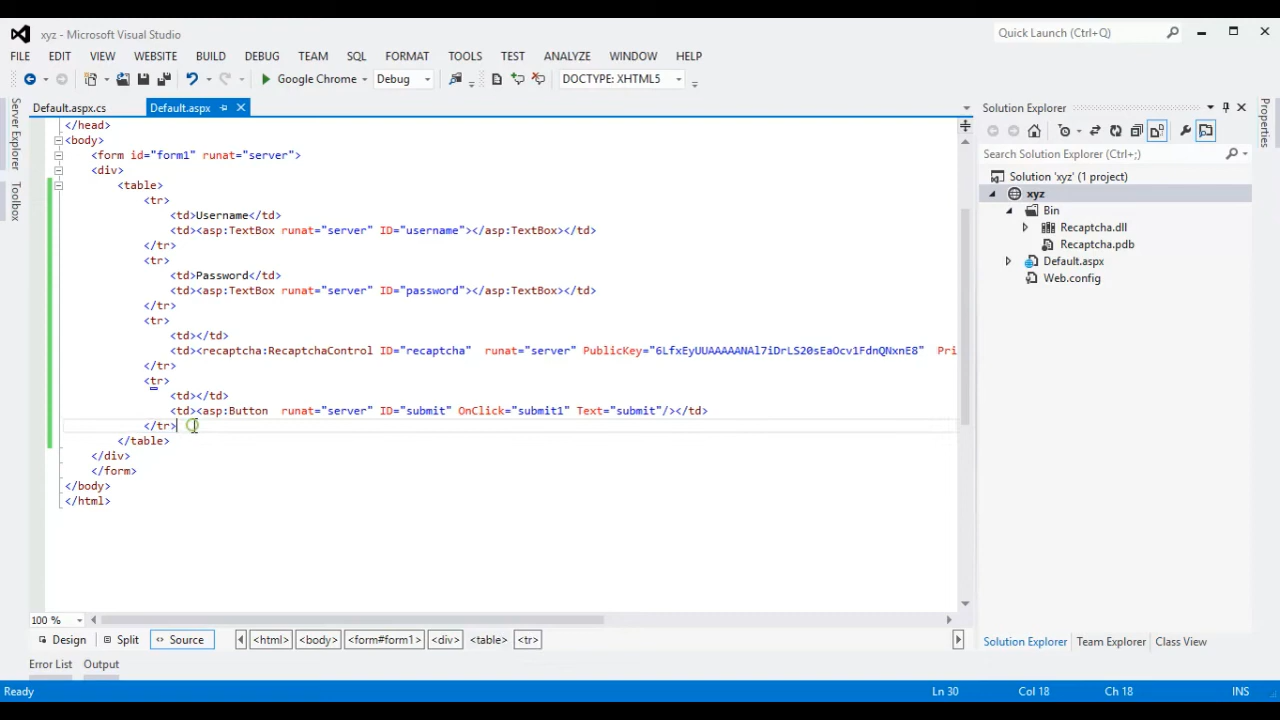 xyz - Microsoft Visual Studio
Quick Launch (Ctrl+Q)
FILE EDIT VIEW WEBSITE BUILD DEBUG TEAM SQL FORMAT TOOLS TEST ANALYZE WINDOW HELP
Google Chrome Debug DOCTYPE: XHTML5
Server Explorer
Toolbox
Default.aspx.cs Default.aspx
</head>
<body>
<form id="form1" runat="server">
<div>
<table>
<tr>
<td>Username</td>
<td><asp:TextBox runat="server" ID="username"></asp:TextBox></td>
</tr>
<tr>
<td>Password</td>
<td><asp:TextBox runat="server" ID="password"></asp:TextBox></td>
</tr>
<tr>
<td></td>
<td><recaptcha:RecaptchaControl ID="recaptcha" runat="server" PublicKey="6LfxEyUUAAAAANAl7iDrLS20sEaOcv1FdnQNxnE8" Pri
</tr>
<tr>
<td></td>
<td><asp:Button runat="server" ID="submit" OnClick="submit1" Text="submit"/></td>
</tr>
</table>
</div>
</form>
</body>
</html>
100 %
Design Split Source <html> <body> <form#form1> <div> <table> <tr>
Error List Output
Solution Explorer
Search Solution Explorer (Ctrl+;)
Solution 'xyz' (1 project)
xyz
Bin
Recaptcha.dll
Recaptcha.pdb
Default.aspx
Web.config
Solution Explorer Team Explorer Class View
Properties
Ready Ln 30 Col 18 Ch 18 INS